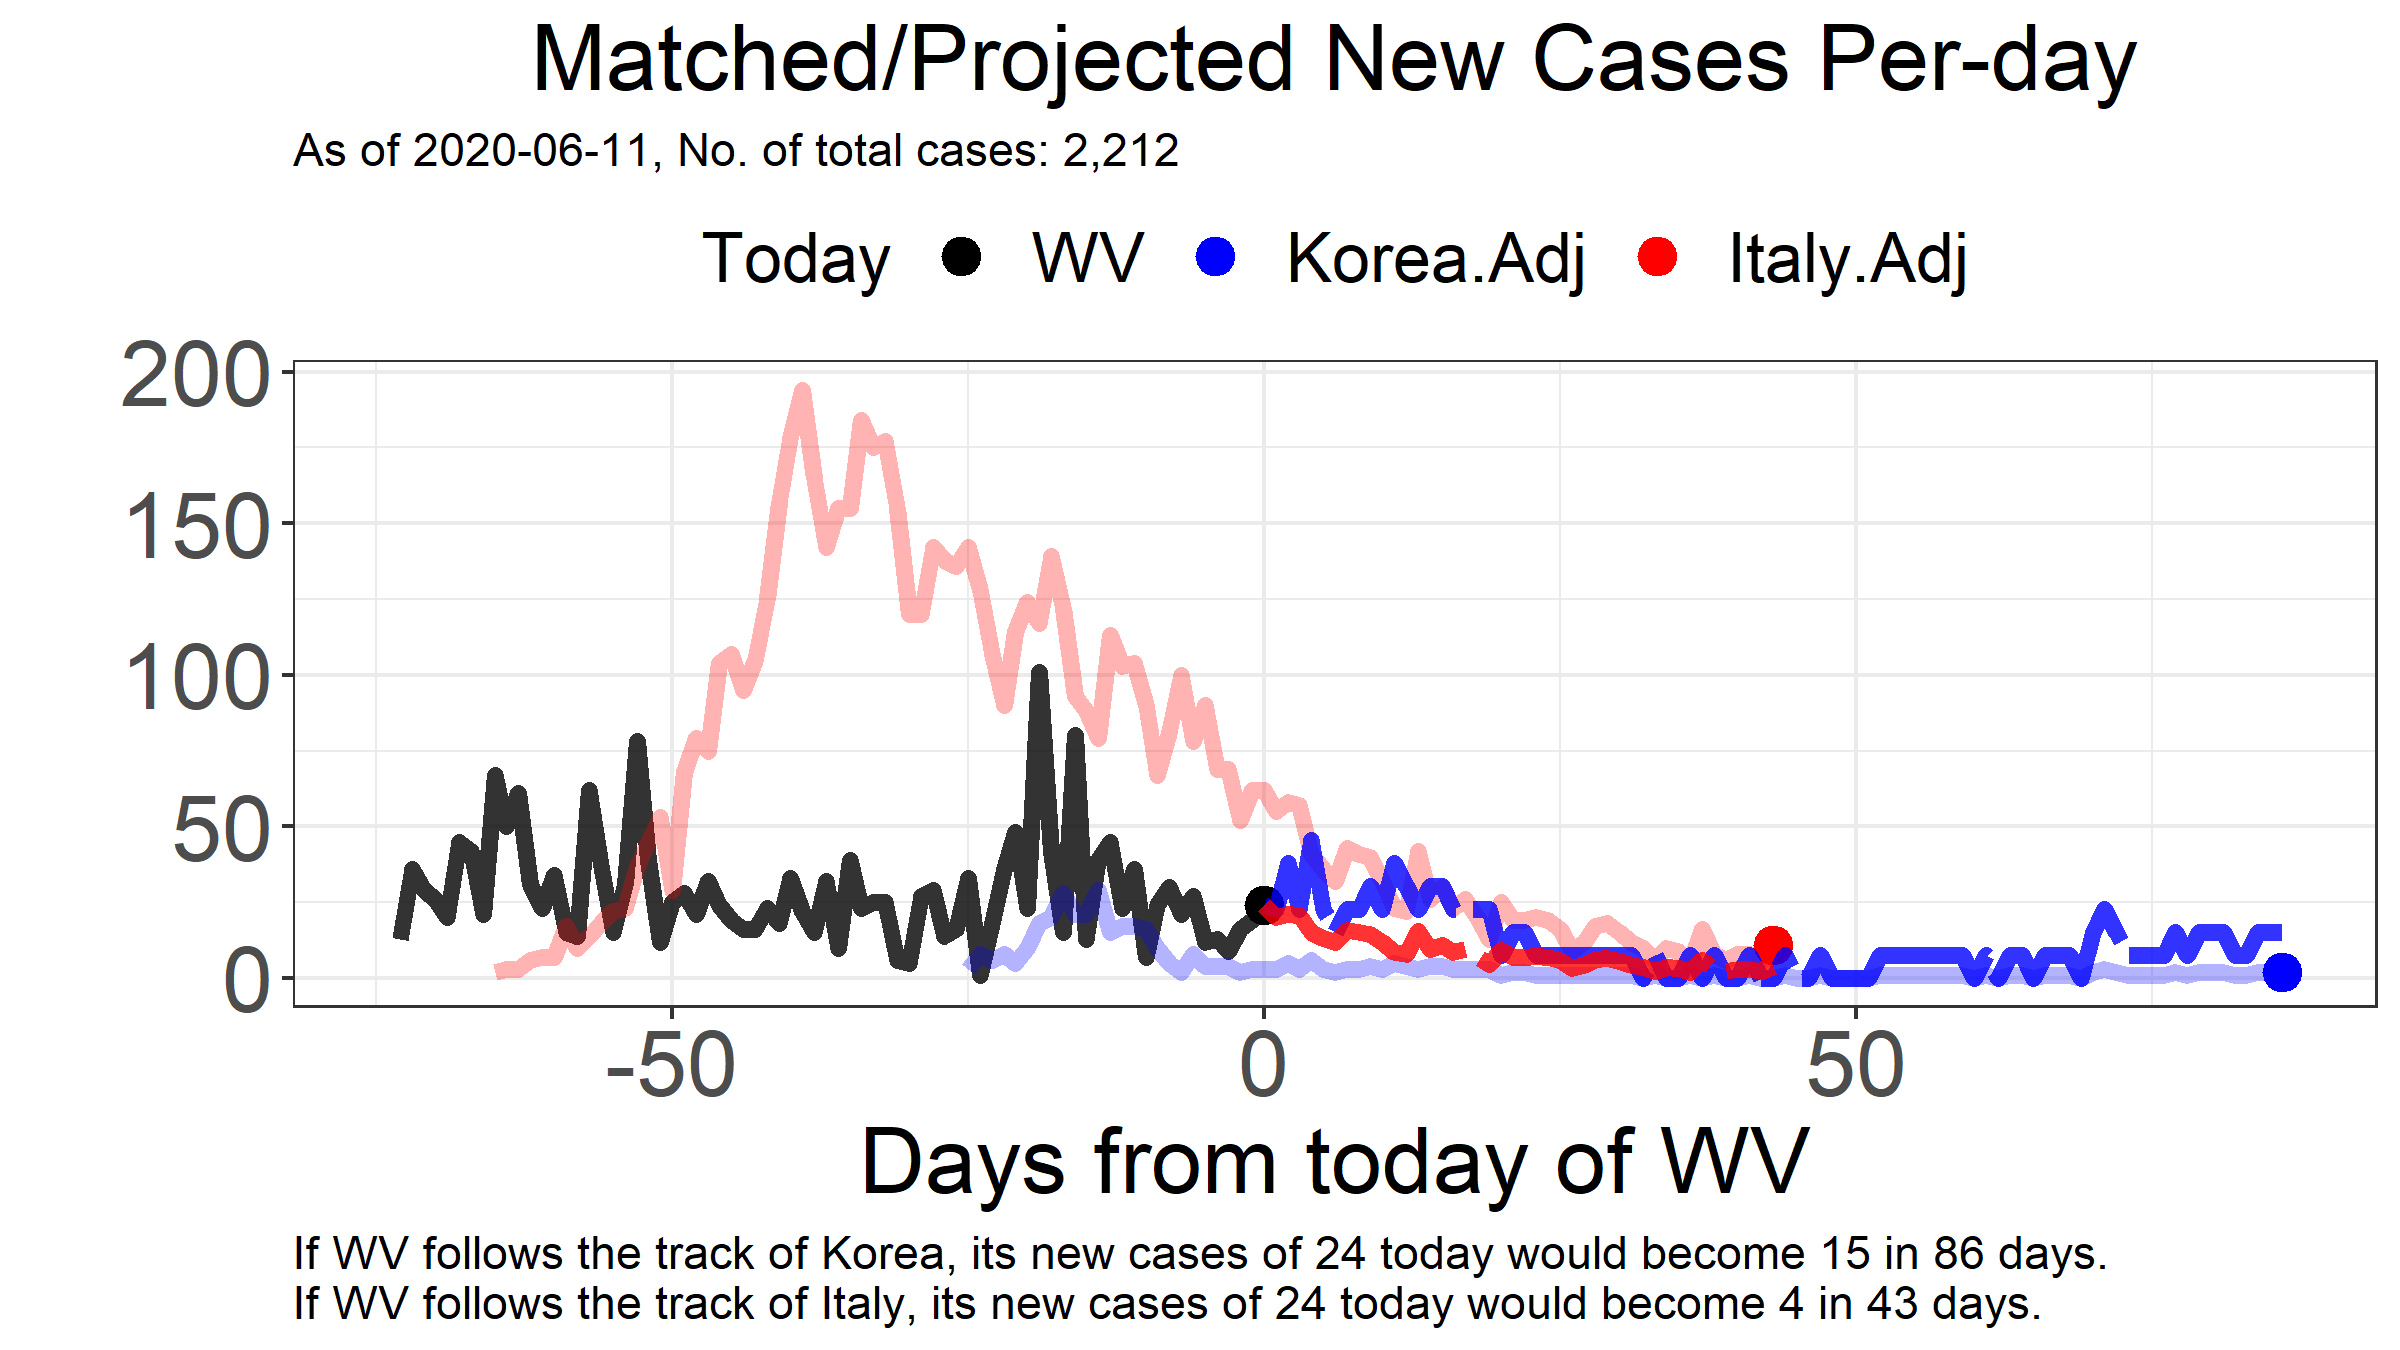 Matched/Projected New Cases Per-day
As of 2020-06-11, No. of total cases: 2,212
Today WV Korea.Adj Italy.Adj
200
150
100
50
0
-50 0 50
Days from today of WV
If WV follows the track of Korea, its new cases of 24 today would become 15 in 86 days.
If WV follows the track of Italy, its new cases of 24 today would become 4 in 43 days.